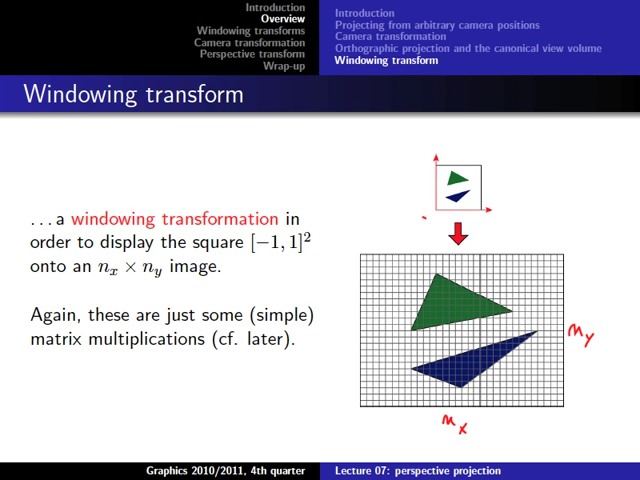 Introduction
Overview
Windowing transforms
Camera transformation
Perspective transform
Wrap-up
Introduction
Projecting from arbitrary camera positions
Camera transformation
Orthographic projection and the canonical view volume
Windowing transform
Windowing transform
. . . a windowing transformation in
order to display the square [−1, 1]²
onto an nₓ × n_y image.
Again, these are just some (simple)
matrix multiplications (cf. later).
n_y
nₓ
Graphics 2010/2011, 4th quarter
Lecture 07: perspective projection